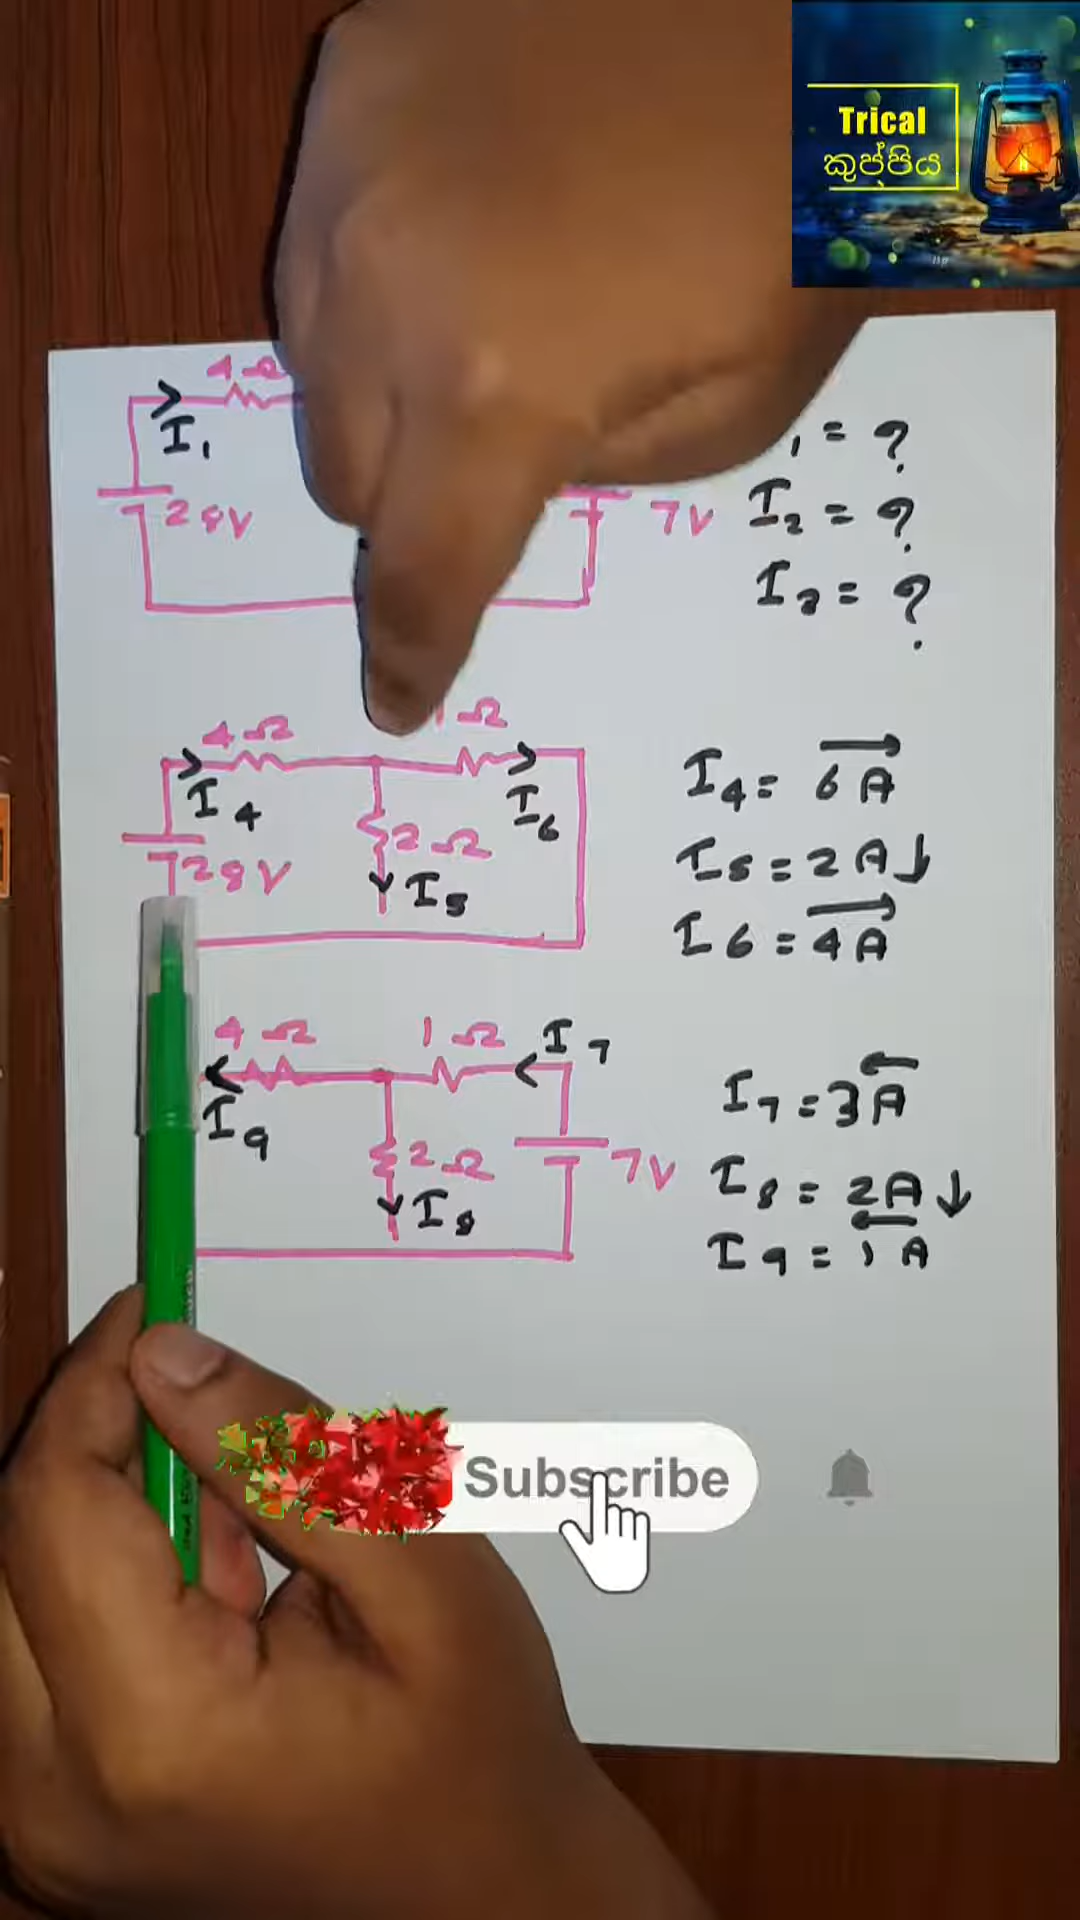 Trical
කුප්පිය
4Ω
I₁
28V
7V
₁ = ?
I₂ = ?
I₃ = ?
4Ω
1Ω
I₄
I₆
2Ω
28V
I₅
I₄ = 6A
I₅ = 2A↓
I₆ = 4A
4Ω
1Ω
I₇
I₉
2Ω
7V
I₈
I₇ = 3A
I₈ = 2A↓
I₉ = 1A
Subscribe